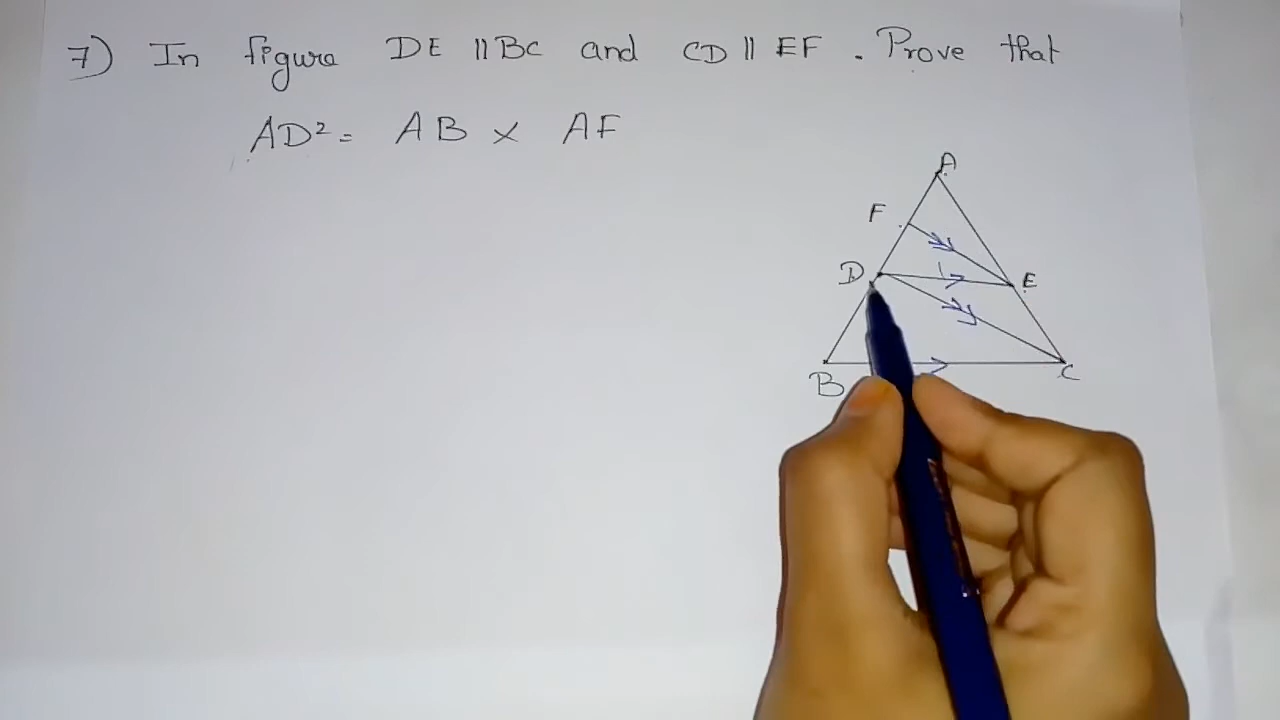 7) In figure DE ∥ BC and CD ∥ EF . Prove that
AD² = AB × AF
A
F
D
E
B
C